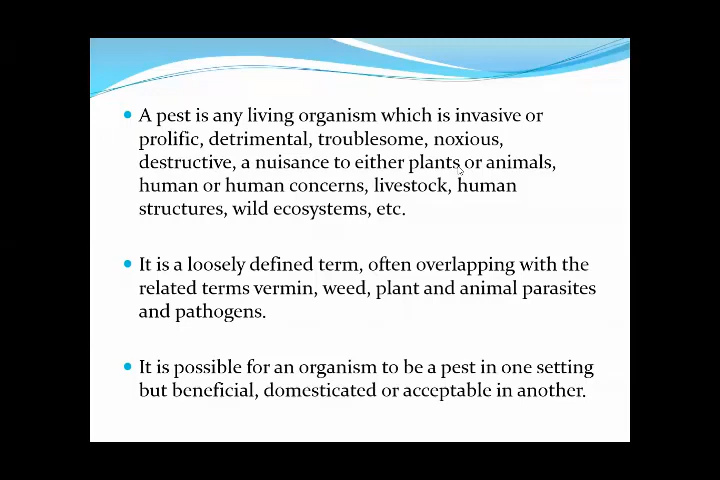 A pest is any living organism which is invasive or
prolific, detrimental, troublesome, noxious,
destructive, a nuisance to either plants or animals,
human or human concerns, livestock, human
structures, wild ecosystems, etc.
It is a loosely defined term, often overlapping with the
related terms vermin, weed, plant and animal parasites
and pathogens.
It is possible for an organism to be a pest in one setting
but beneficial, domesticated or acceptable in another.